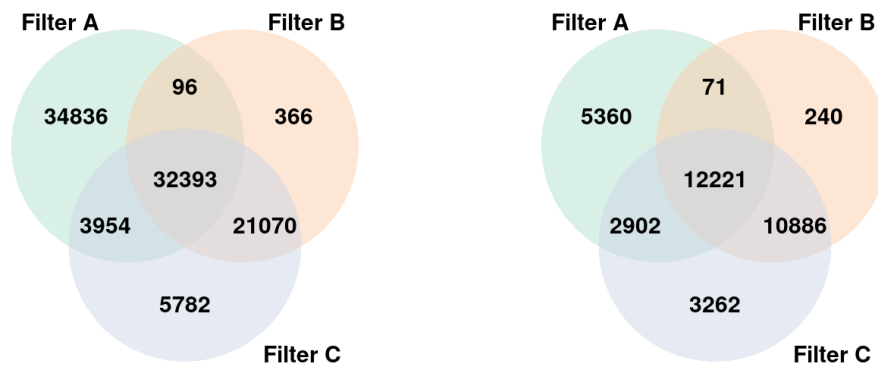 Filter A
Filter B
96
34836
366
32393
3954
21070
5782
Filter C
Filter A
Filter B
71
5360
240
12221
2902
10886
3262
Filter C